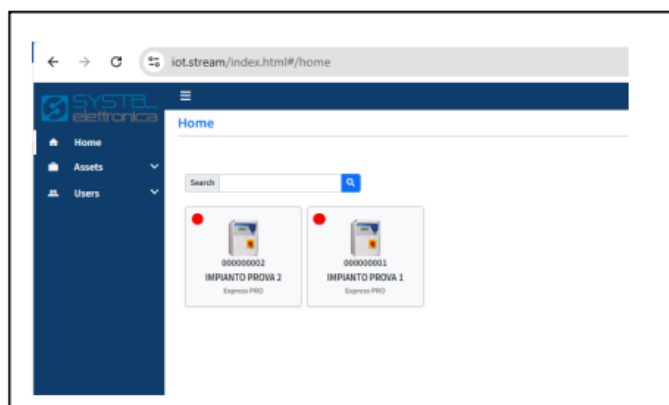 iot.stream/index.html#/home
SYSTEL
elettronica
Home
Home
Assets
Users
Search
000000002
IMPIANTO PROVA 2
Express PRO
000000001
IMPIANTO PROVA 1
Express PRO